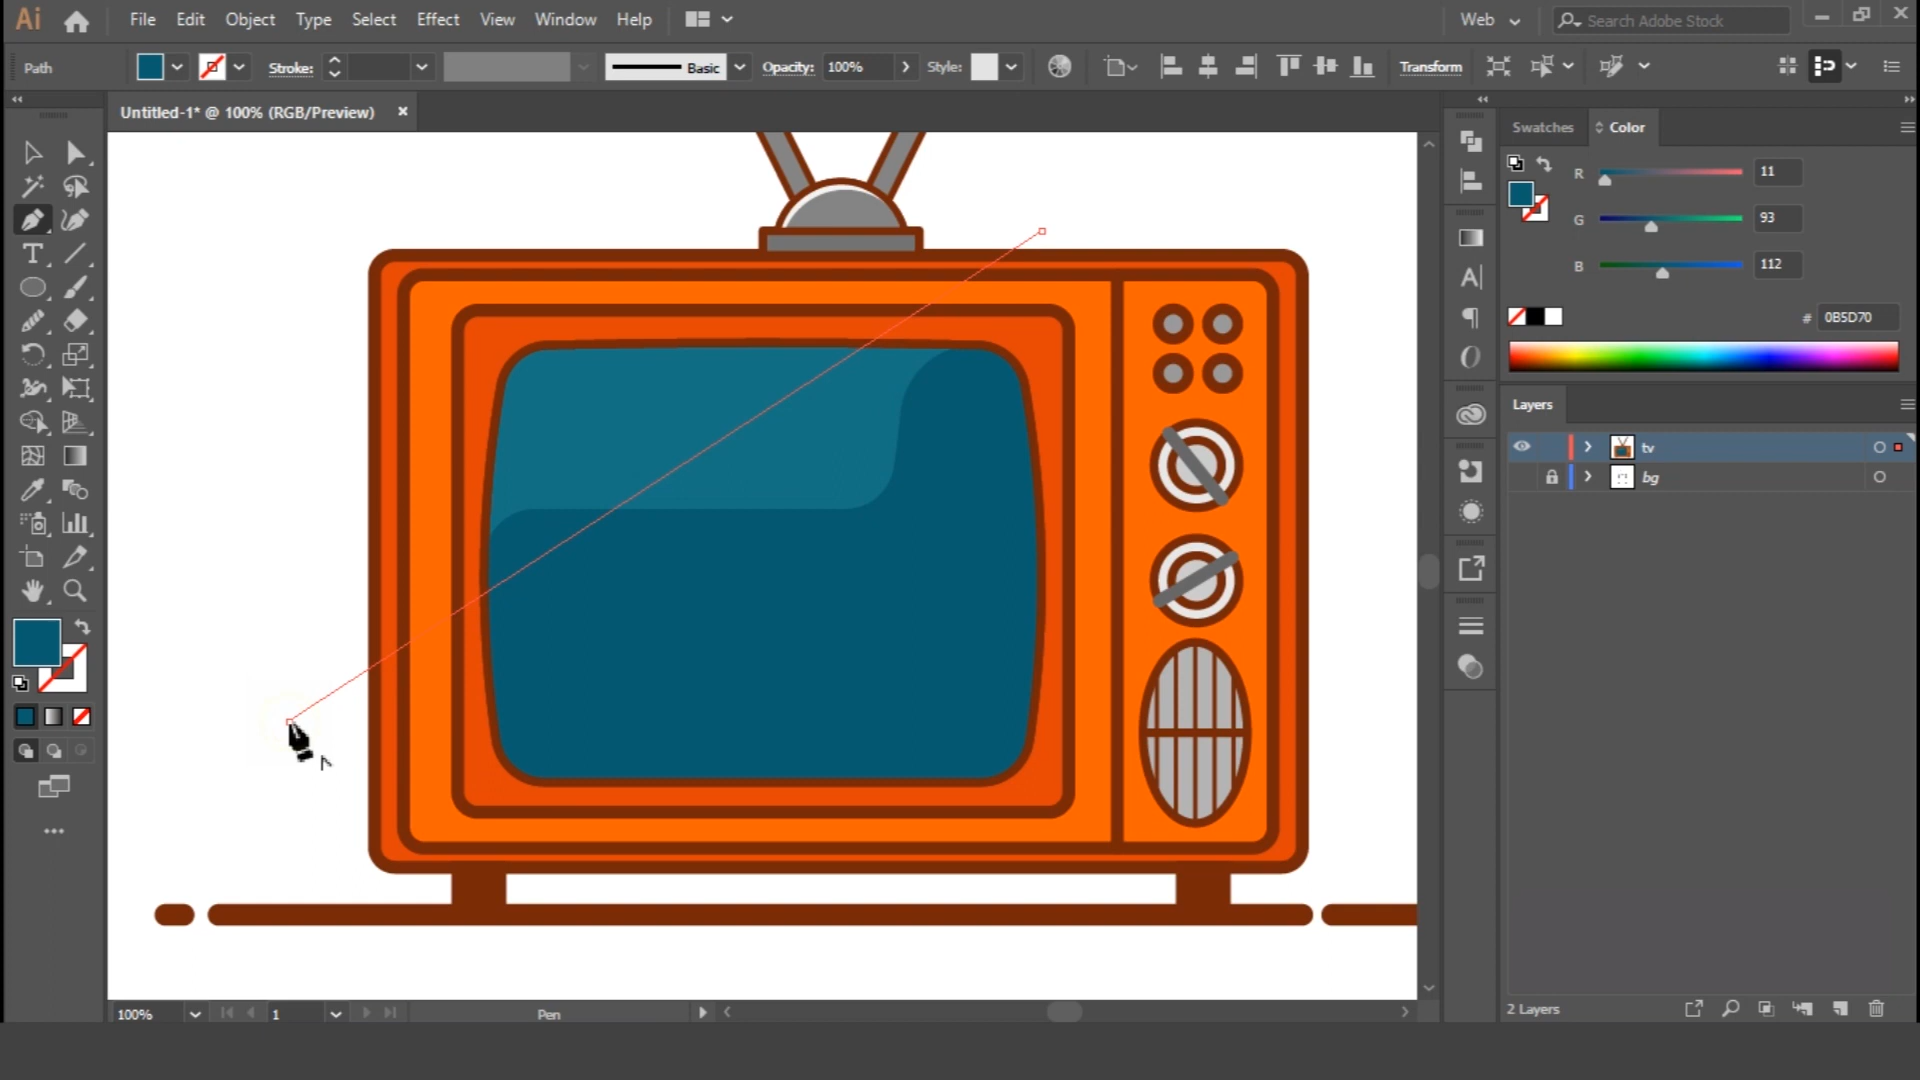 Ai File Edit Object Type Select Effect View Window Help Web Search Adobe Stock
Path Stroke: Basic Opacity: 100% Style: Transform
Untitled-1* @ 100% (RGB/Preview)
Swatches Color
R 11
G 93
B 112
# 0B5D70
Layers
tv
bg
100% 1 Pen
2 Layers